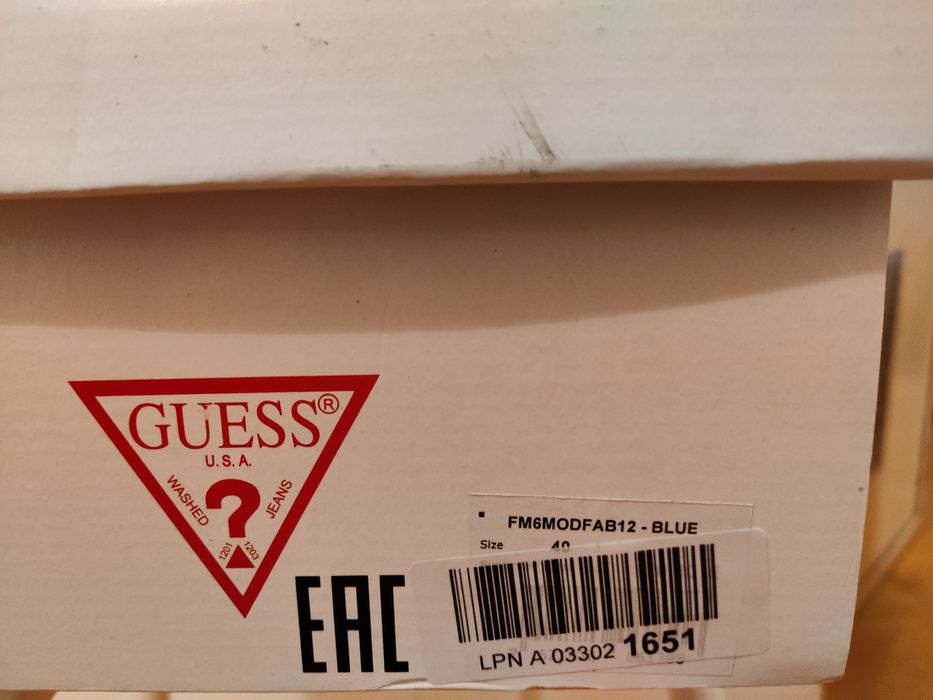 GUESS®
U.S.A.
WASHED ? JEANS
1201 1203
EAC
FM6MODFAB12 - BLUE
Size 40
LPN A 03302 1651